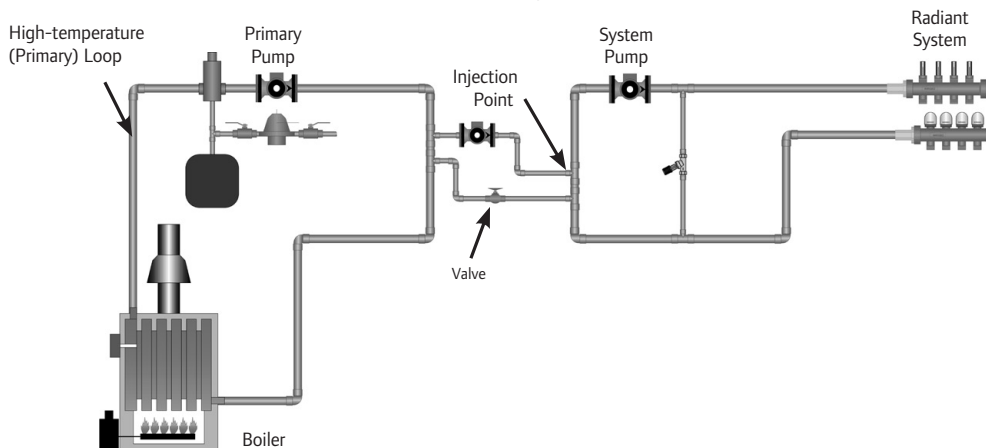 High-temperature
(Primary) Loop
Primary
Pump
Injection
Point
System
Pump
Radiant
System
Valve
Boiler